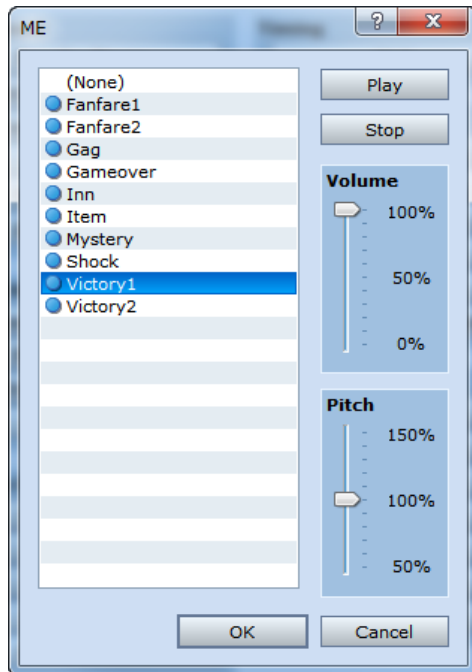 ME
(None)
Fanfare1
Fanfare2
Gag
Gameover
Inn
Item
Mystery
Shock
Victory1
Victory2
Play
Stop
Volume
100%
50%
0%
Pitch
150%
100%
50%
OK
Cancel